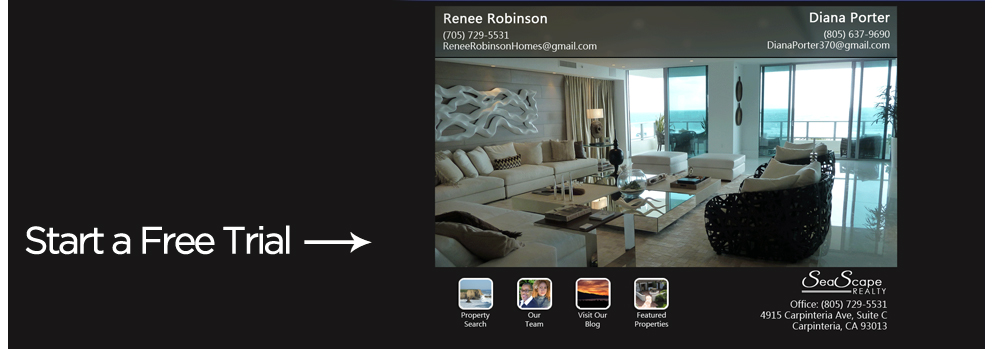 Renee Robinson
(705) 729-5531
ReneeRobinsonHomes@gmail.com
Diana Porter
(805) 637-9690
DianaPorter370@gmail.com
Start a Free Trial
Property
Search
Our
Team
Visit Our
Blog
Featured
Properties
SeaScape
REALTY
Office: (805) 729-5531
4915 Carpinteria Ave, Suite C
Carpinteria, CA 93013